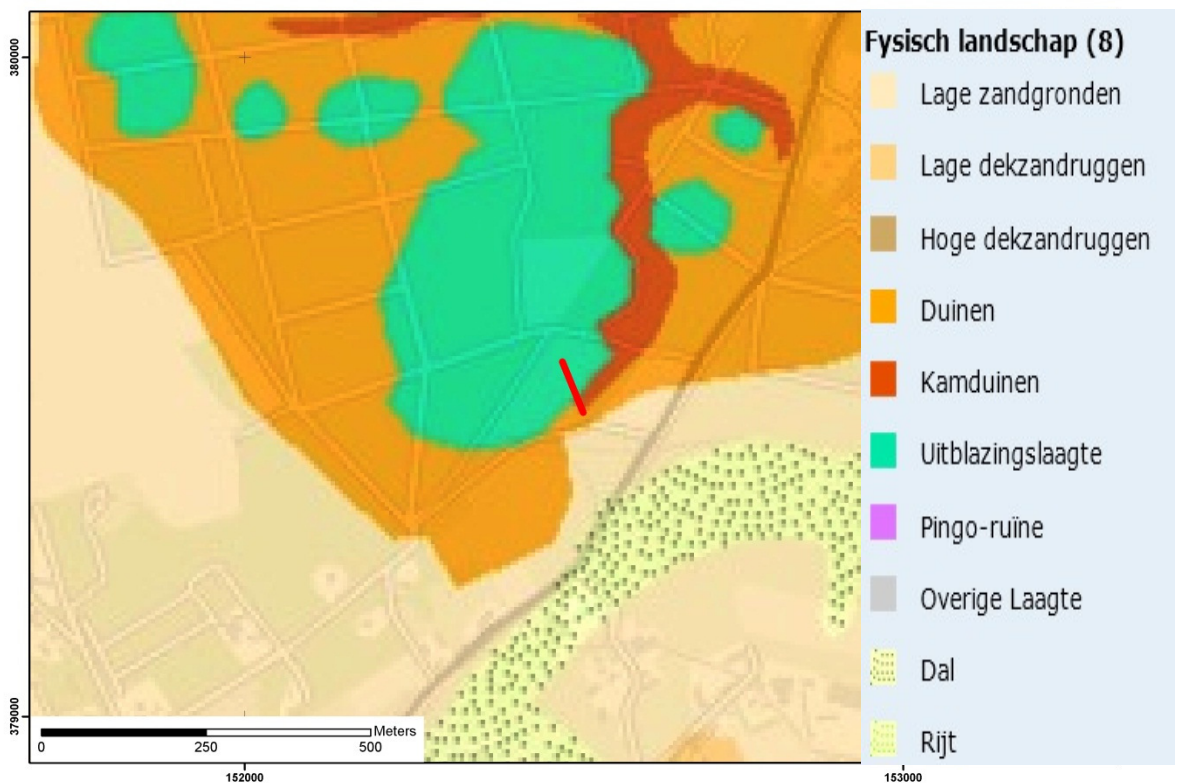 380000
379000
Meters
0 250 500
152000 153000
Fysisch landschap (8)
Lage zandgronden
Lage dekzandruggen
Hoge dekzandruggen
Duinen
Kamduinen
Uitblazingslaagte
Pingo-ruïne
Overige Laagte
Dal
Rijt